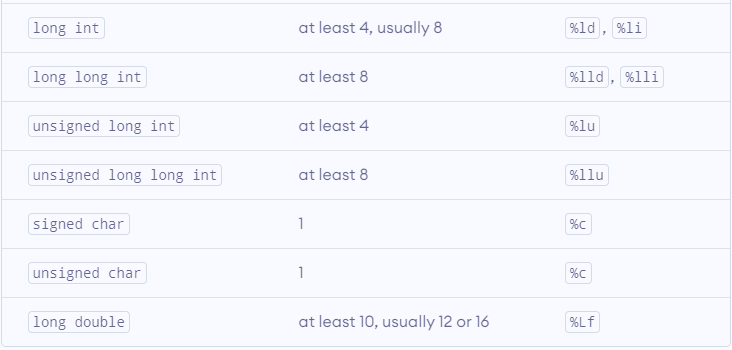 long int at least 4, usually 8 %ld, %li
long long int at least 8 %lld, %lli
unsigned long int at least 4 %lu
unsigned long long int at least 8 %llu
signed char 1 %c
unsigned char 1 %c
long double at least 10, usually 12 or 16 %Lf